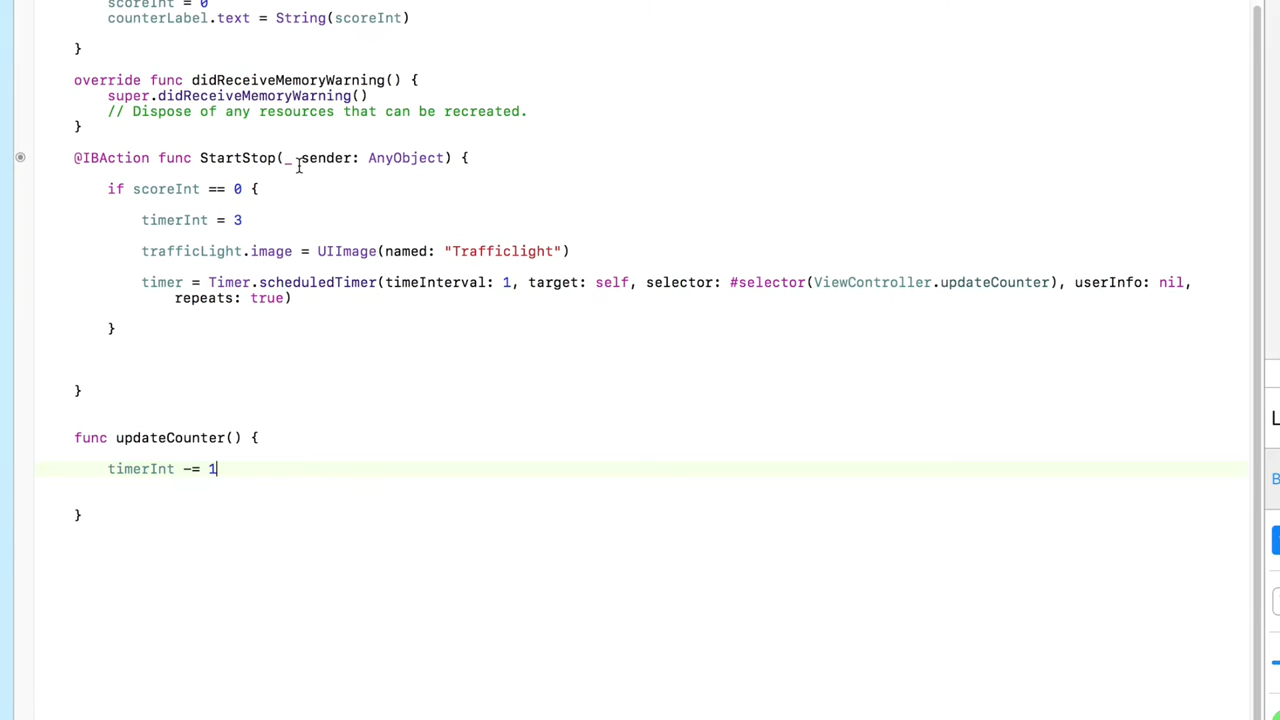 scoreInt = 0
counterLabel.text = String(scoreInt)
}
override func didReceiveMemoryWarning() {
super.didReceiveMemoryWarning()
// Dispose of any resources that can be recreated.
}
@IBAction func StartStop(_ sender: AnyObject) {
if scoreInt == 0 {
timerInt = 3
trafficLight.image = UIImage(named: "Trafficlight")
timer = Timer.scheduledTimer(timeInterval: 1, target: self, selector: #selector(ViewController.updateCounter), userInfo: nil,
repeats: true)
}
}
func updateCounter() {
timerInt -= 1
}
L
B